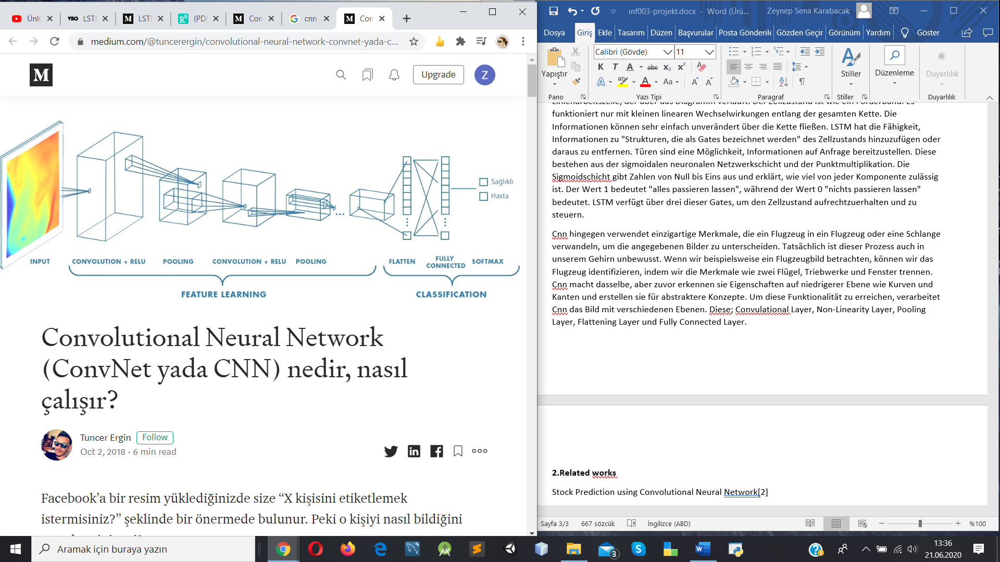 Ünlü
LSTM
LSTM
(PDF
Con
cnn
Con
medium.com/@tuncerergin/convolutional-neural-network-convnet-yada-c...
M
Upgrade
Z
Sağlıklı
Hasta
INPUT
CONVOLUTION + RELU
POOLING
CONVOLUTION + RELU
POOLING
FLATTEN
FULLY
CONNECTED
SOFTMAX
FEATURE LEARNING
CLASSIFICATION
Convolutional Neural Network
(ConvNet yada CNN) nedir, nasıl
çalışır?
Tuncer Ergin
Follow
Oct 2, 2018 · 6 min read
Facebook’a bir resim yüklediğinizde size “X kişisini etiketlemek
istermisiniz?” şeklinde bir önermede bulunur. Peki o kişiyi nasıl bildiğini
ınf003-projekt.docx - Word (Ürü...
Zeynep Sena Karabacak
Dosya Giriş Ekle Tasarım Düzen Başvurular Posta Gönderile Gözden Geçir Görünüm Yardım Göster
Calibri (Gövde) 11
Yapıştır
K T A abc X₂ X²
A A Aa A A
Stiller
Düzenleme
Duyarlılık
Pano
Yazı Tipi
Paragraf
Stiller
Duyarlılık
Linienarbeitszelle, der über das Diagramm verläuft. Der Zellzustand ist wie ein Förderband. Es
funktioniert nur mit kleinen linearen Wechselwirkungen entlang der gesamten Kette. Die
Informationen können sehr einfach unverändert über die Kette fließen. LSTM hat die Fähigkeit,
Informationen zu "Strukturen, die als Gates bezeichnet werden" des Zellzustands hinzuzufügen oder
daraus zu entfernen. Türen sind eine Möglichkeit, Informationen auf Anfrage bereitzustellen. Diese
bestehen aus der sigmoidalen neuronalen Netzwerkschicht und der Punktmultiplikation. Die
Sigmoidschicht gibt Zahlen von Null bis Eins aus und erklärt, wie viel von jeder Komponente zulässig
ist. Der Wert 1 bedeutet "alles passieren lassen", während der Wert 0 "nichts passieren lassen"
bedeutet. LSTM verfügt über drei dieser Gates, um den Zellzustand aufrechtzuerhalten und zu
steuern.
Cnn hingegen verwendet einzigartige Merkmale, die ein Flugzeug in ein Flugzeug oder eine Schlange
verwandeln, um die angegebenen Bilder zu unterscheiden. Tatsächlich ist dieser Prozess auch in
unserem Gehirn unbewusst. Wenn wir beispielsweise ein Flugzeugbild betrachten, können wir das
Flugzeug identifizieren, indem wir die Merkmale wie zwei Flügel, Triebwerke und Fenster trennen.
Cnn macht dasselbe, aber zuvor erkennen sie Eigenschaften auf niedrigerer Ebene wie Kurven und
Kanten und erstellen sie für abstraktere Konzepte. Um diese Funktionalität zu erreichen, verarbeitet
Cnn das Bild mit verschiedenen Ebenen. Diese; Convulational Layer, Non-Linearity Layer, Pooling
Layer, Flattening Layer und Fully Connected Layer.
2.Related works
Stock Prediction using Convolutional Neural Network[2]
Sayfa 3/3 667 sözcük İngilizce (ABD) %100
Aramak için buraya yazın
3
13:36
21.06.2020